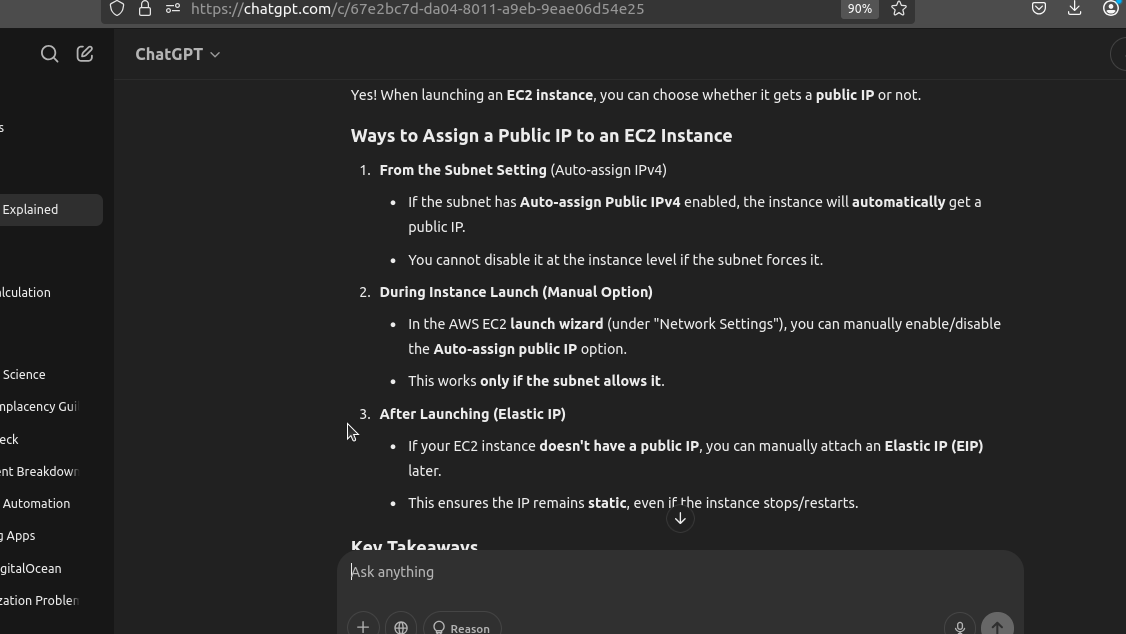 https://chatgpt.com/c/67e2bc7d-da04-8011-a9eb-9eae06d54e25
90%
ChatGPT
s
Explained
alculation
Science
mplacency Gui
eck
ent Breakdown
Automation
g Apps
gitalOcean
zation Problen
Yes! When launching an EC2 instance, you can choose whether it gets a public IP or not.
Ways to Assign a Public IP to an EC2 Instance
1. From the Subnet Setting (Auto-assign IPv4)
• If the subnet has Auto-assign Public IPv4 enabled, the instance will automatically get a
public IP.
• You cannot disable it at the instance level if the subnet forces it.
2. During Instance Launch (Manual Option)
• In the AWS EC2 launch wizard (under "Network Settings"), you can manually enable/disable
the Auto-assign public IP option.
• This works only if the subnet allows it.
3. After Launching (Elastic IP)
• If your EC2 instance doesn't have a public IP, you can manually attach an Elastic IP (EIP)
later.
• This ensures the IP remains static, even if the instance stops/restarts.
Key Takeaways
Ask anything
Reason